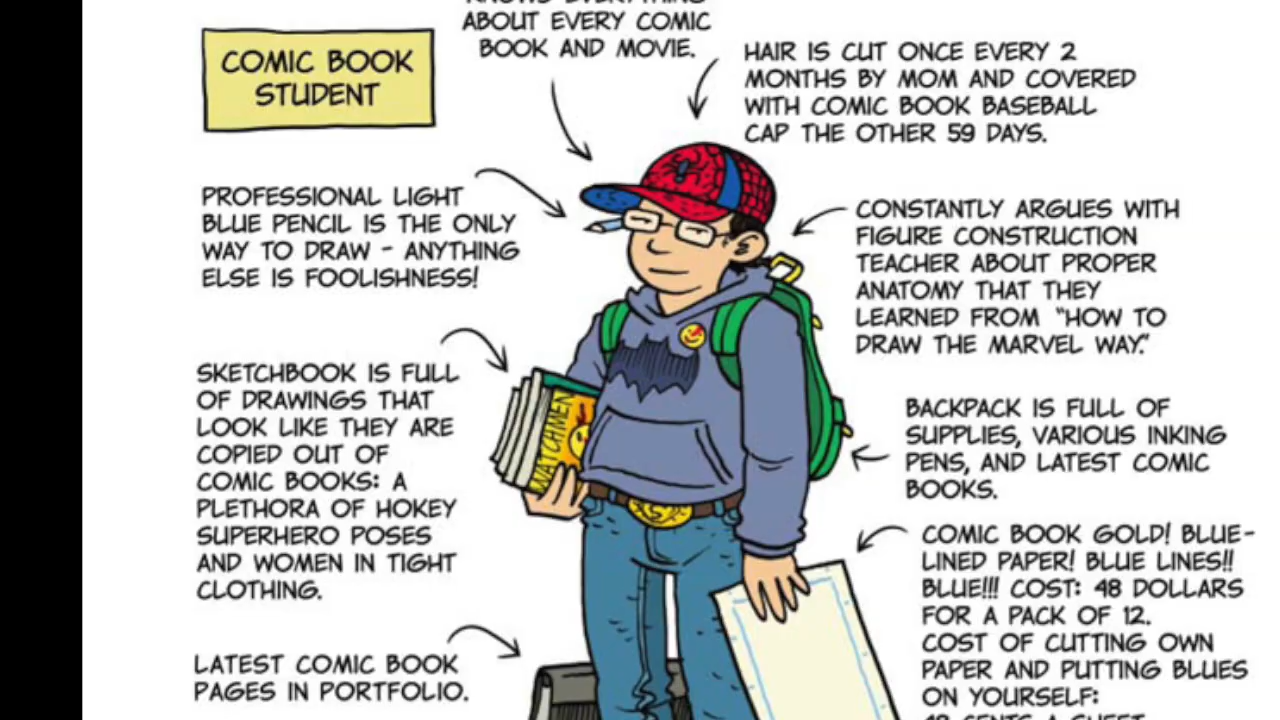 KNOWS EVERYTHING
ABOUT EVERY COMIC
BOOK AND MOVIE.
COMIC BOOK
STUDENT
HAIR IS CUT ONCE EVERY 2
MONTHS BY MOM AND COVERED
WITH COMIC BOOK BASEBALL
CAP THE OTHER 59 DAYS.
PROFESSIONAL LIGHT
BLUE PENCIL IS THE ONLY
WAY TO DRAW - ANYTHING
ELSE IS FOOLISHNESS!
CONSTANTLY ARGUES WITH
FIGURE CONSTRUCTION
TEACHER ABOUT PROPER
ANATOMY THAT THEY
LEARNED FROM "HOW TO
DRAW THE MARVEL WAY."
SKETCHBOOK IS FULL
OF DRAWINGS THAT
LOOK LIKE THEY ARE
COPIED OUT OF
COMIC BOOKS: A
PLETHORA OF HOKEY
SUPERHERO POSES
AND WOMEN IN TIGHT
CLOTHING.
WATCHMEN
BACKPACK IS FULL OF
SUPPLIES, VARIOUS INKING
PENS, AND LATEST COMIC
BOOKS.
COMIC BOOK GOLD! BLUE-
LINED PAPER! BLUE LINES!!
BLUE!!! COST: 48 DOLLARS
FOR A PACK OF 12.
COST OF CUTTING OWN
PAPER AND PUTTING BLUES
ON YOURSELF:
CENTS A SHEET
LATEST COMIC BOOK
PAGES IN PORTFOLIO.